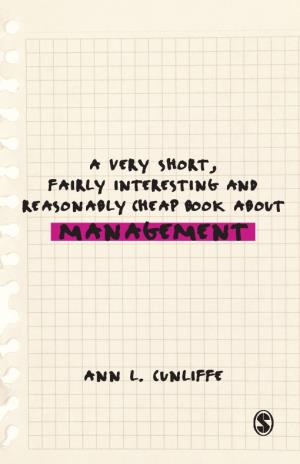 A VERY SHORT,
FAIRLY INTERESTING AND
REASONABLY CHEAP BOOK ABOUT
MANAGEMENT
ANN L. CUNLIFFE
S